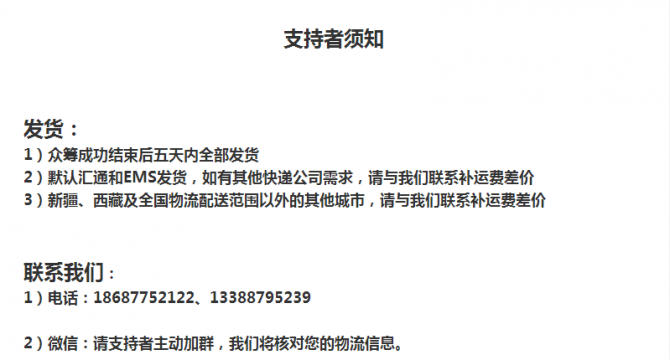 支持者须知
发货：
1）众筹成功结束后五天内全部发货
2）默认汇通和EMS发货，如有其他快递公司需求，请与我们联系补运费差价
3）新疆、西藏及全国物流配送范围以外的其他城市，请与我们联系补运费差价
联系我们：
1）电话：18687752122、13388795239
2）微信：请支持者主动加群，我们将核对您的物流信息。